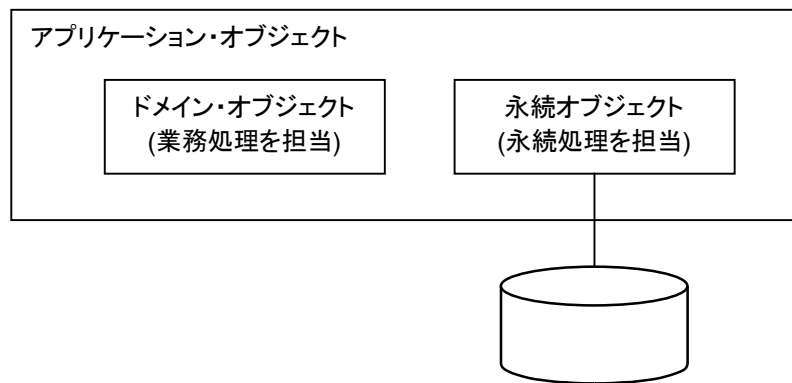 アプリケーション・オブジェクト
ドメイン・オブジェクト
(業務処理を担当)
永続オブジェクト
(永続処理を担当)